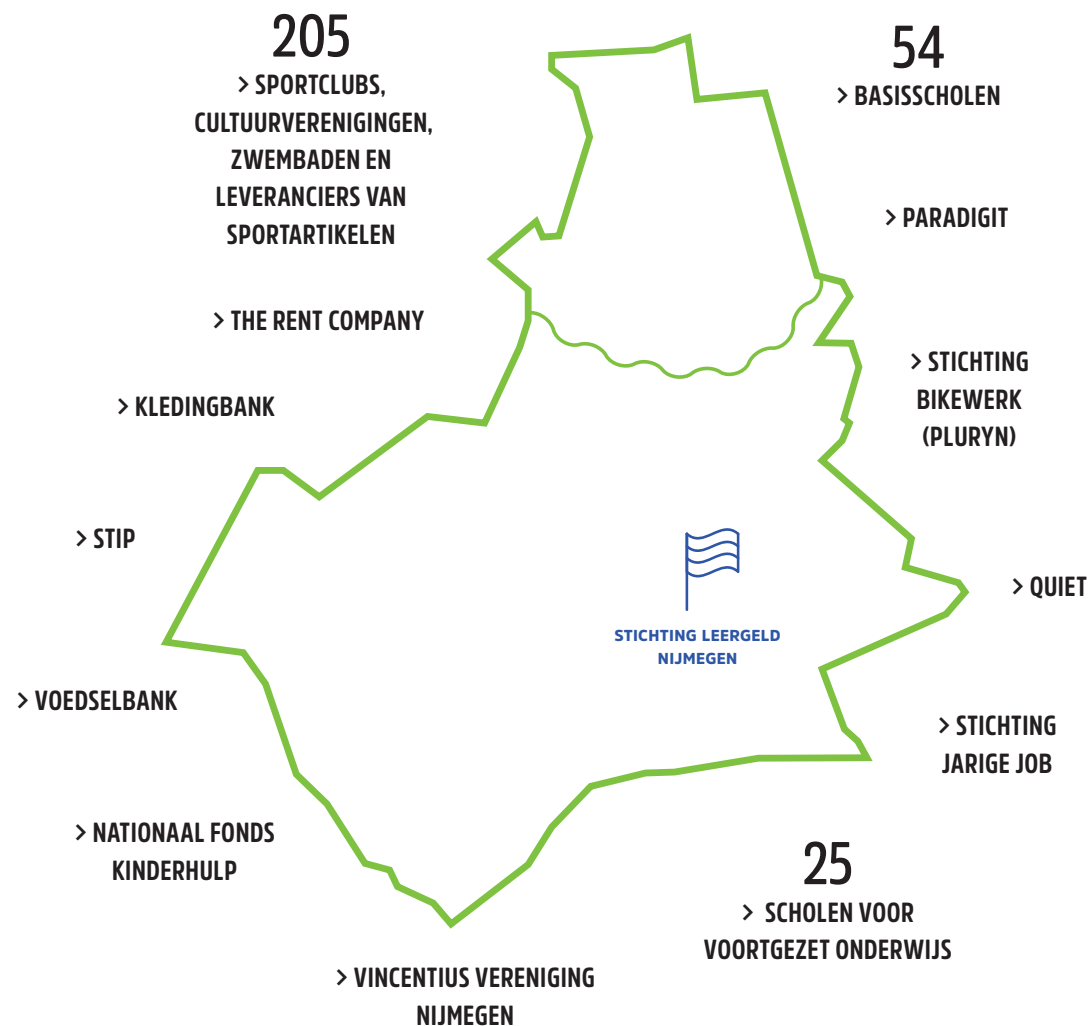 205
> SPORTCLUBS,
CULTUURVERENIGINGEN,
ZWEMBADEN EN
LEVERANCIERS VAN
SPORTARTIKELEN
54
> BASISSCHOLEN
> PARADIGIT
> THE RENT COMPANY
> STICHTING
BIKEWERK
(PLURYN)
> KLEDINGBANK
> STIP
> QUIET
STICHTING LEERGELD
NIJMEGEN
> VOEDSELBANK
> STICHTING
JARIGE JOB
> NATIONAAL FONDS
KINDERHULP
25
> SCHOLEN VOOR
VOORTGEZET ONDERWIJS
> VINCENTIUS VERENIGING
NIJMEGEN